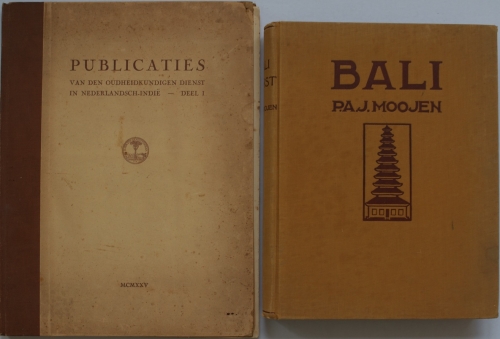 PUBLICATIES
VAN DEN OUDHEIDKUNDIGEN DIENST
IN NEDERLANDSCH-INDIË — DEEL I
MCMXXV
BALI
P.A.J. MOOJEN